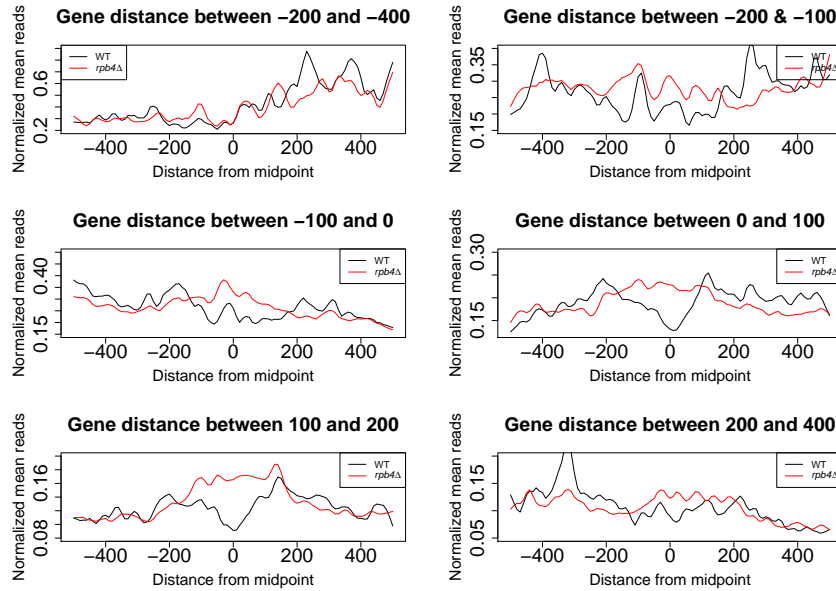 Gene distance between −200 and −400
Normalized mean reads
0.2 0.6
WT
rpb4Δ
−400 −200 0 200 400
Distance from midpoint
Gene distance between −200 & −100
Normalized mean reads
0.15 0.35
WT
rpb4Δ
−400 −200 0 200 400
Distance from midpoint
Gene distance between −100 and 0
Normalized mean reads
0.15 0.40
WT
rpb4Δ
−400 −200 0 200 400
Distance from midpoint
Gene distance between 0 and 100
Normalized mean reads
0.15 0.30
WT
rpb4Δ
−400 −200 0 200 400
Distance from midpoint
Gene distance between 100 and 200
Normalized mean reads
0.08 0.16
WT
rpb4Δ
−400 −200 0 200 400
Distance from midpoint
Gene distance between 200 and 400
Normalized mean reads
0.05 0.15
WT
rpb4Δ
−400 −200 0 200 400
Distance from midpoint